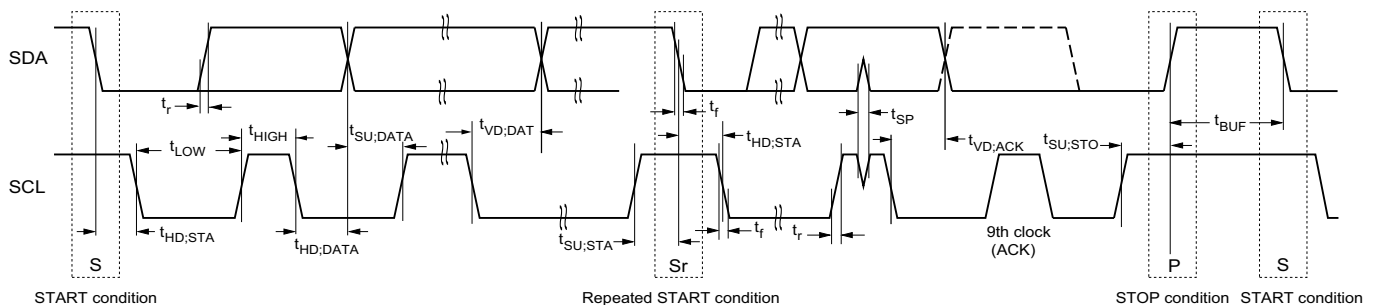 SDA
t_r
t_f
t_SP
t_HIGH
t_SU;DATA
t_VD;DAT
t_HD;STA
t_BUF
t_LOW
t_VD;ACK
t_SU;STO
SCL
t_HD;STA
t_HD;DATA
t_SU;STA
t_f
t_r
9th clock
(ACK)
S
Sr
P
S
START condition
Repeated START condition
STOP condition
START condition